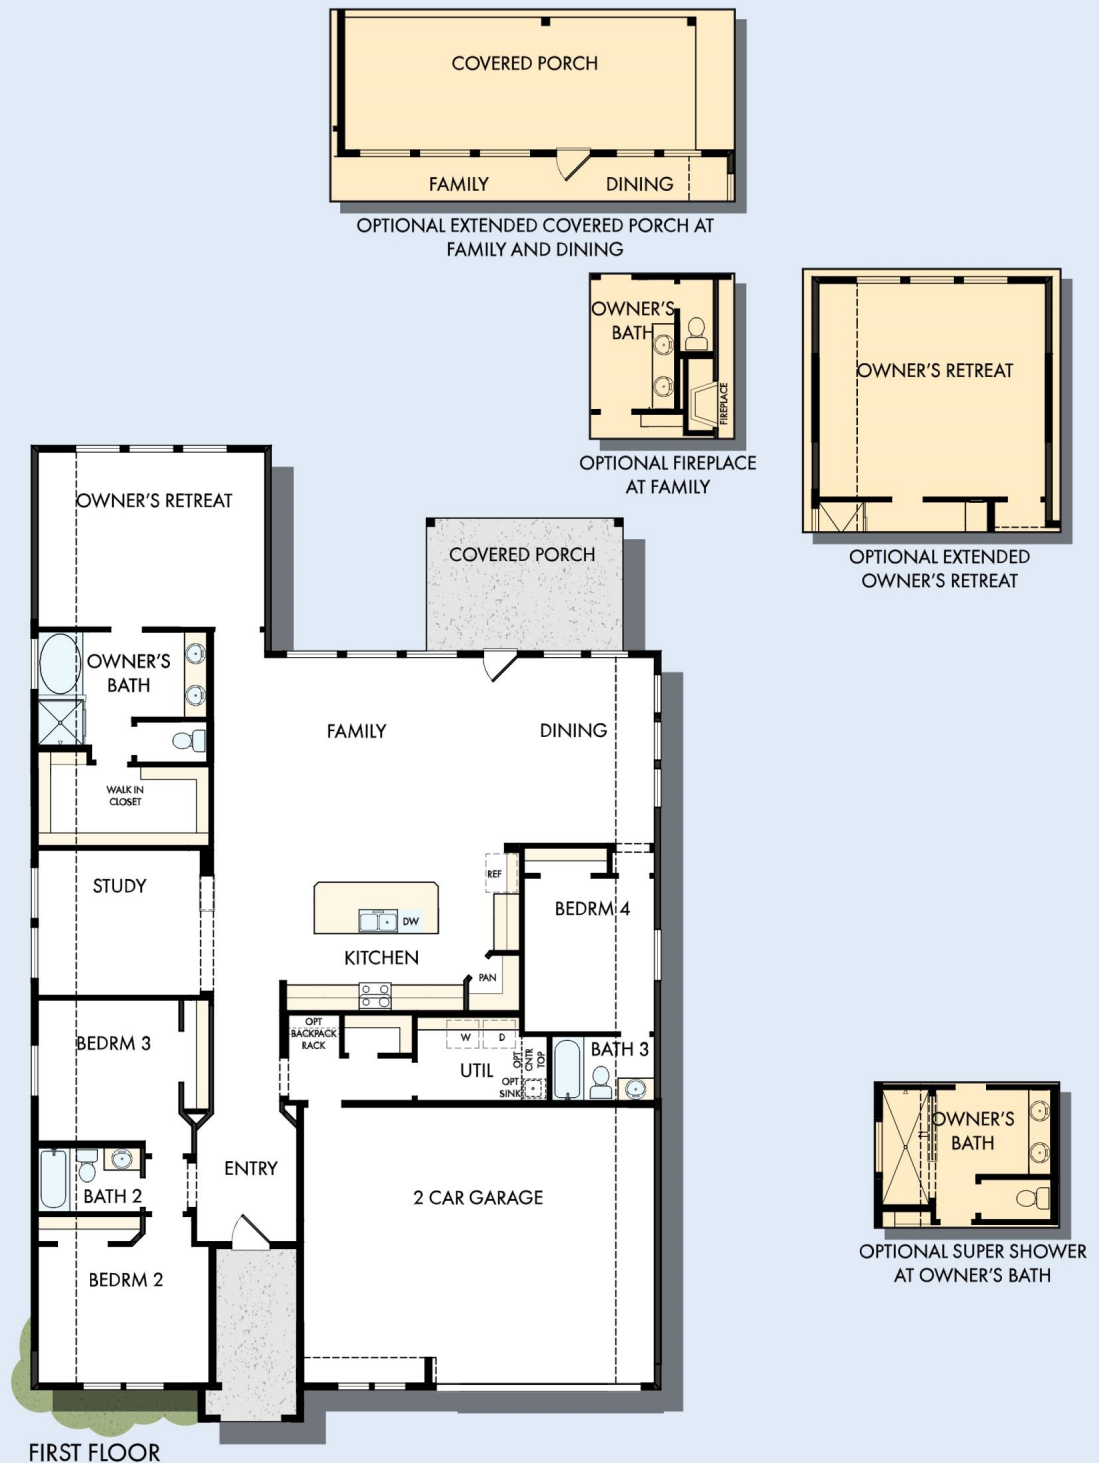 COVERED PORCH
FAMILY
DINING
OPTIONAL EXTENDED COVERED PORCH AT
FAMILY AND DINING
OWNER'S
BATH
FIREPLACE
OPTIONAL FIREPLACE
AT FAMILY
OWNER'S RETREAT
OPTIONAL EXTENDED
OWNER'S RETREAT
OWNER'S RETREAT
COVERED PORCH
OWNER'S
BATH
FAMILY
DINING
WALK IN
CLOSET
STUDY
REF
BEDRM 4
DW
KITCHEN
PAN
OPT
BACKPACK
RACK
W
D
BEDRM 3
UTIL
OPT
CNTR
TOP
OPT
SINK
BATH 3
ENTRY
BATH 2
2 CAR GARAGE
BEDRM 2
OWNER'S
BATH
OPTIONAL SUPER SHOWER
AT OWNER'S BATH
FIRST FLOOR